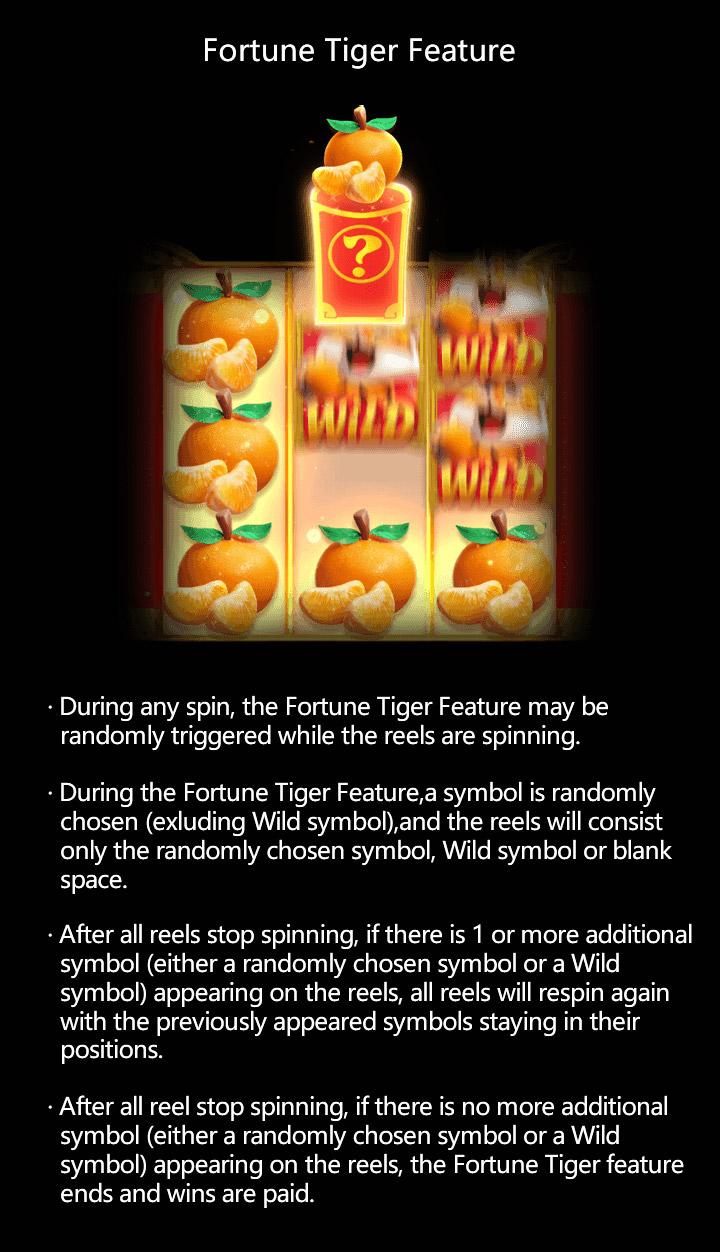 Fortune Tiger Feature
?
WILD
WILD
WILD
· During any spin, the Fortune Tiger Feature may be
randomly triggered while the reels are spinning.
· During the Fortune Tiger Feature,a symbol is randomly
chosen (exluding Wild symbol),and the reels will consist
only the randomly chosen symbol, Wild symbol or blank
space.
· After all reels stop spinning, if there is 1 or more additional
symbol (either a randomly chosen symbol or a Wild
symbol) appearing on the reels, all reels will respin again
with the previously appeared symbols staying in their
positions.
· After all reel stop spinning, if there is no more additional
symbol (either a randomly chosen symbol or a Wild
symbol) appearing on the reels, the Fortune Tiger feature
ends and wins are paid.